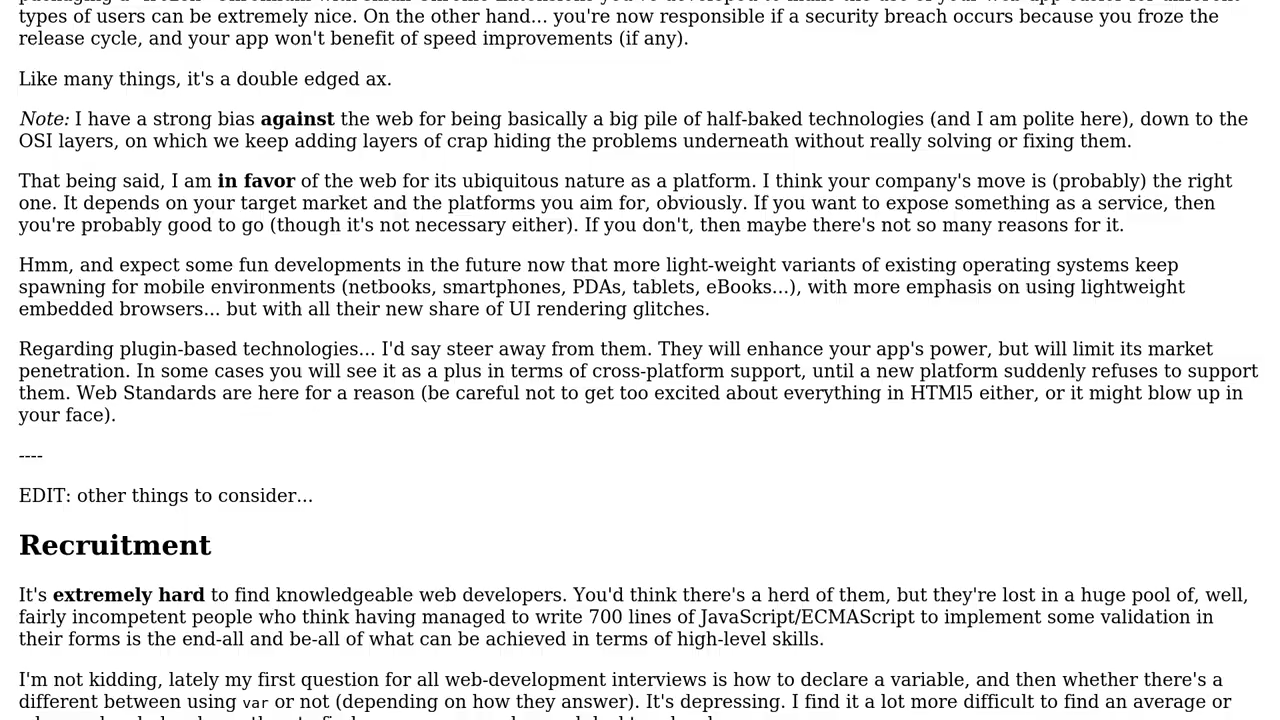 types of users can be extremely nice. On the other hand... you're now responsible if a security breach occurs because you froze the
release cycle, and your app won't benefit of speed improvements (if any).
Like many things, it's a double edged ax.
Note: I have a strong bias against the web for being basically a big pile of half-baked technologies (and I am polite here), down to the
OSI layers, on which we keep adding layers of crap hiding the problems underneath without really solving or fixing them.
That being said, I am in favor of the web for its ubiquitous nature as a platform. I think your company's move is (probably) the right
one. It depends on your target market and the platforms you aim for, obviously. If you want to expose something as a service, then
you're probably good to go (though it's not necessary either). If you don't, then maybe there's not so many reasons for it.
Hmm, and expect some fun developments in the future now that more light-weight variants of existing operating systems keep
spawning for mobile environments (netbooks, smartphones, PDAs, tablets, eBooks...), with more emphasis on using lightweight
embedded browsers... but with all their new share of UI rendering glitches.
Regarding plugin-based technologies... I'd say steer away from them. They will enhance your app's power, but will limit its market
penetration. In some cases you will see it as a plus in terms of cross-platform support, until a new platform suddenly refuses to support
them. Web Standards are here for a reason (be careful not to get too excited about everything in HTMl5 either, or it might blow up in
your face).
----
EDIT: other things to consider...
Recruitment
It's extremely hard to find knowledgeable web developers. You'd think there's a herd of them, but they're lost in a huge pool of, well,
fairly incompetent people who think having managed to write 700 lines of JavaScript/ECMAScript to implement some validation in
their forms is the end-all and be-all of what can be achieved in terms of high-level skills.
I'm not kidding, lately my first question for all web-development interviews is how to declare a variable, and then whether there's a
different between using var or not (depending on how they answer). It's depressing. I find it a lot more difficult to find an average or